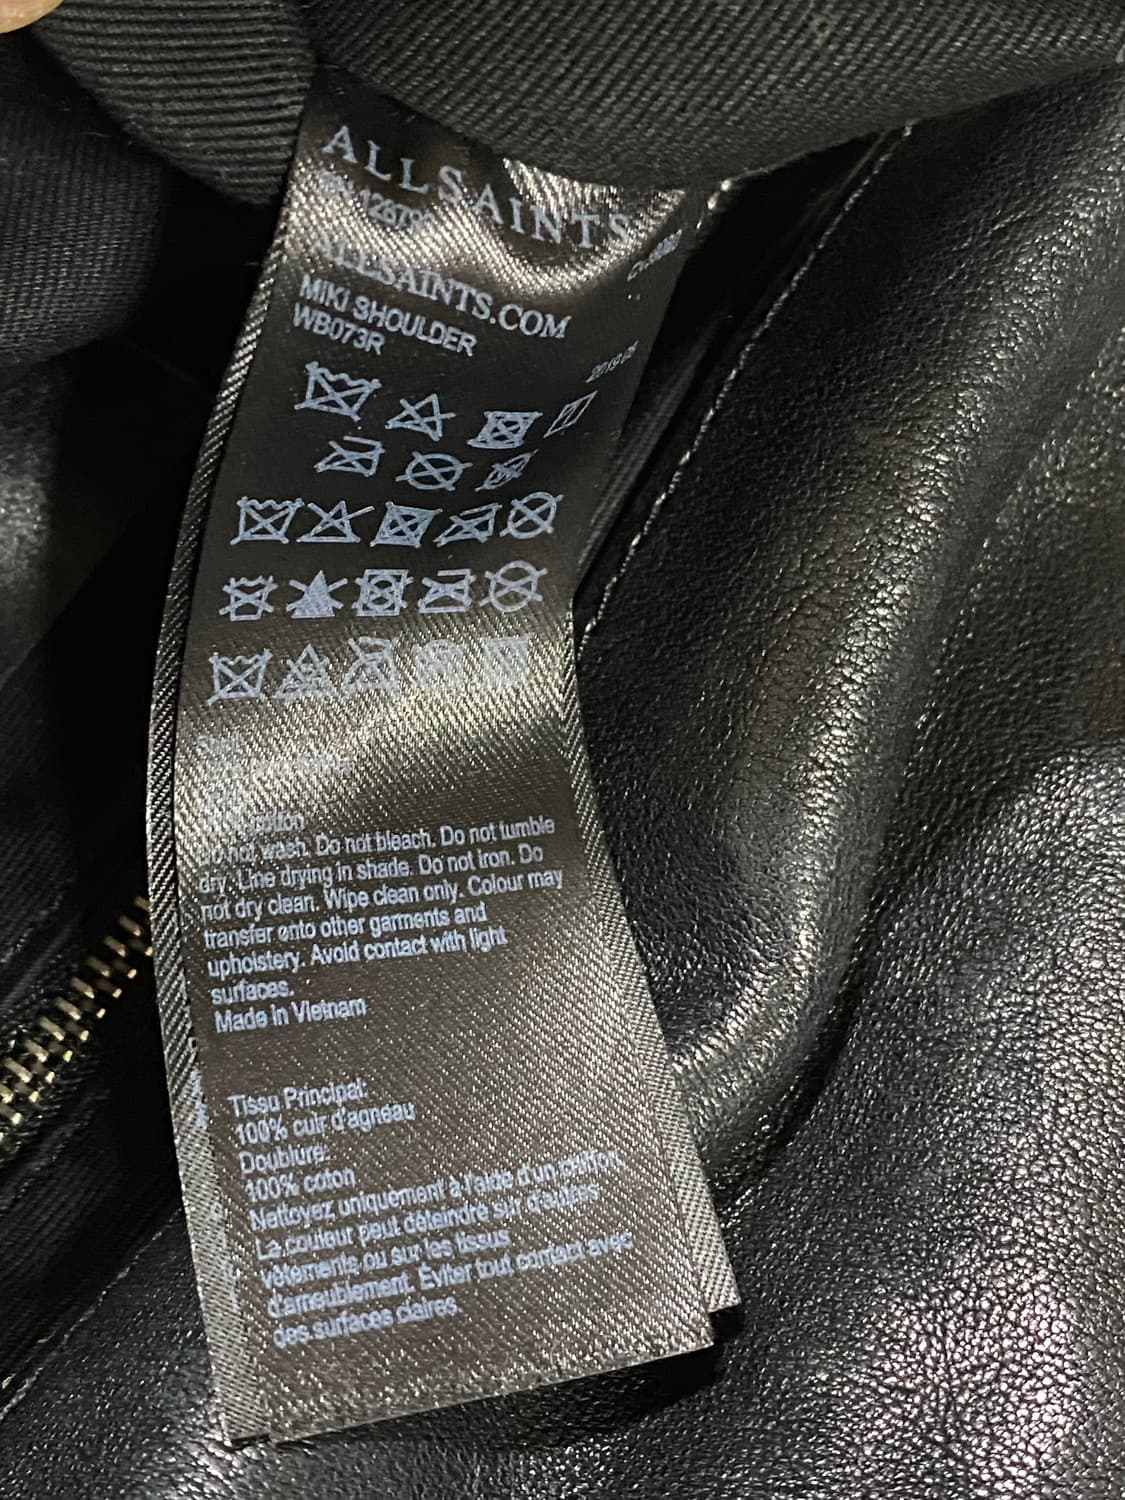 ALLSAINTS
ALLSAINTS.COM
MIKI SHOULDER
WB073R
2019.05
not wash. Do not bleach. Do not tumble
dry. Line drying in shade. Do not iron. Do
not dry clean. Wipe clean only. Colour may
transfer onto other garments and
upholstery. Avoid contact with light
surfaces.
Made in Vietnam
Tissu Principal:
100% cuir d'agneau
Doublure:
100% coton
Nettoyez uniquement à l'aide d'un chiffon.
La couleur peut déteindre sur d'autres
vêtements ou sur les tissus
d'ameublement. Éviter tout contact avec
des surfaces claires.